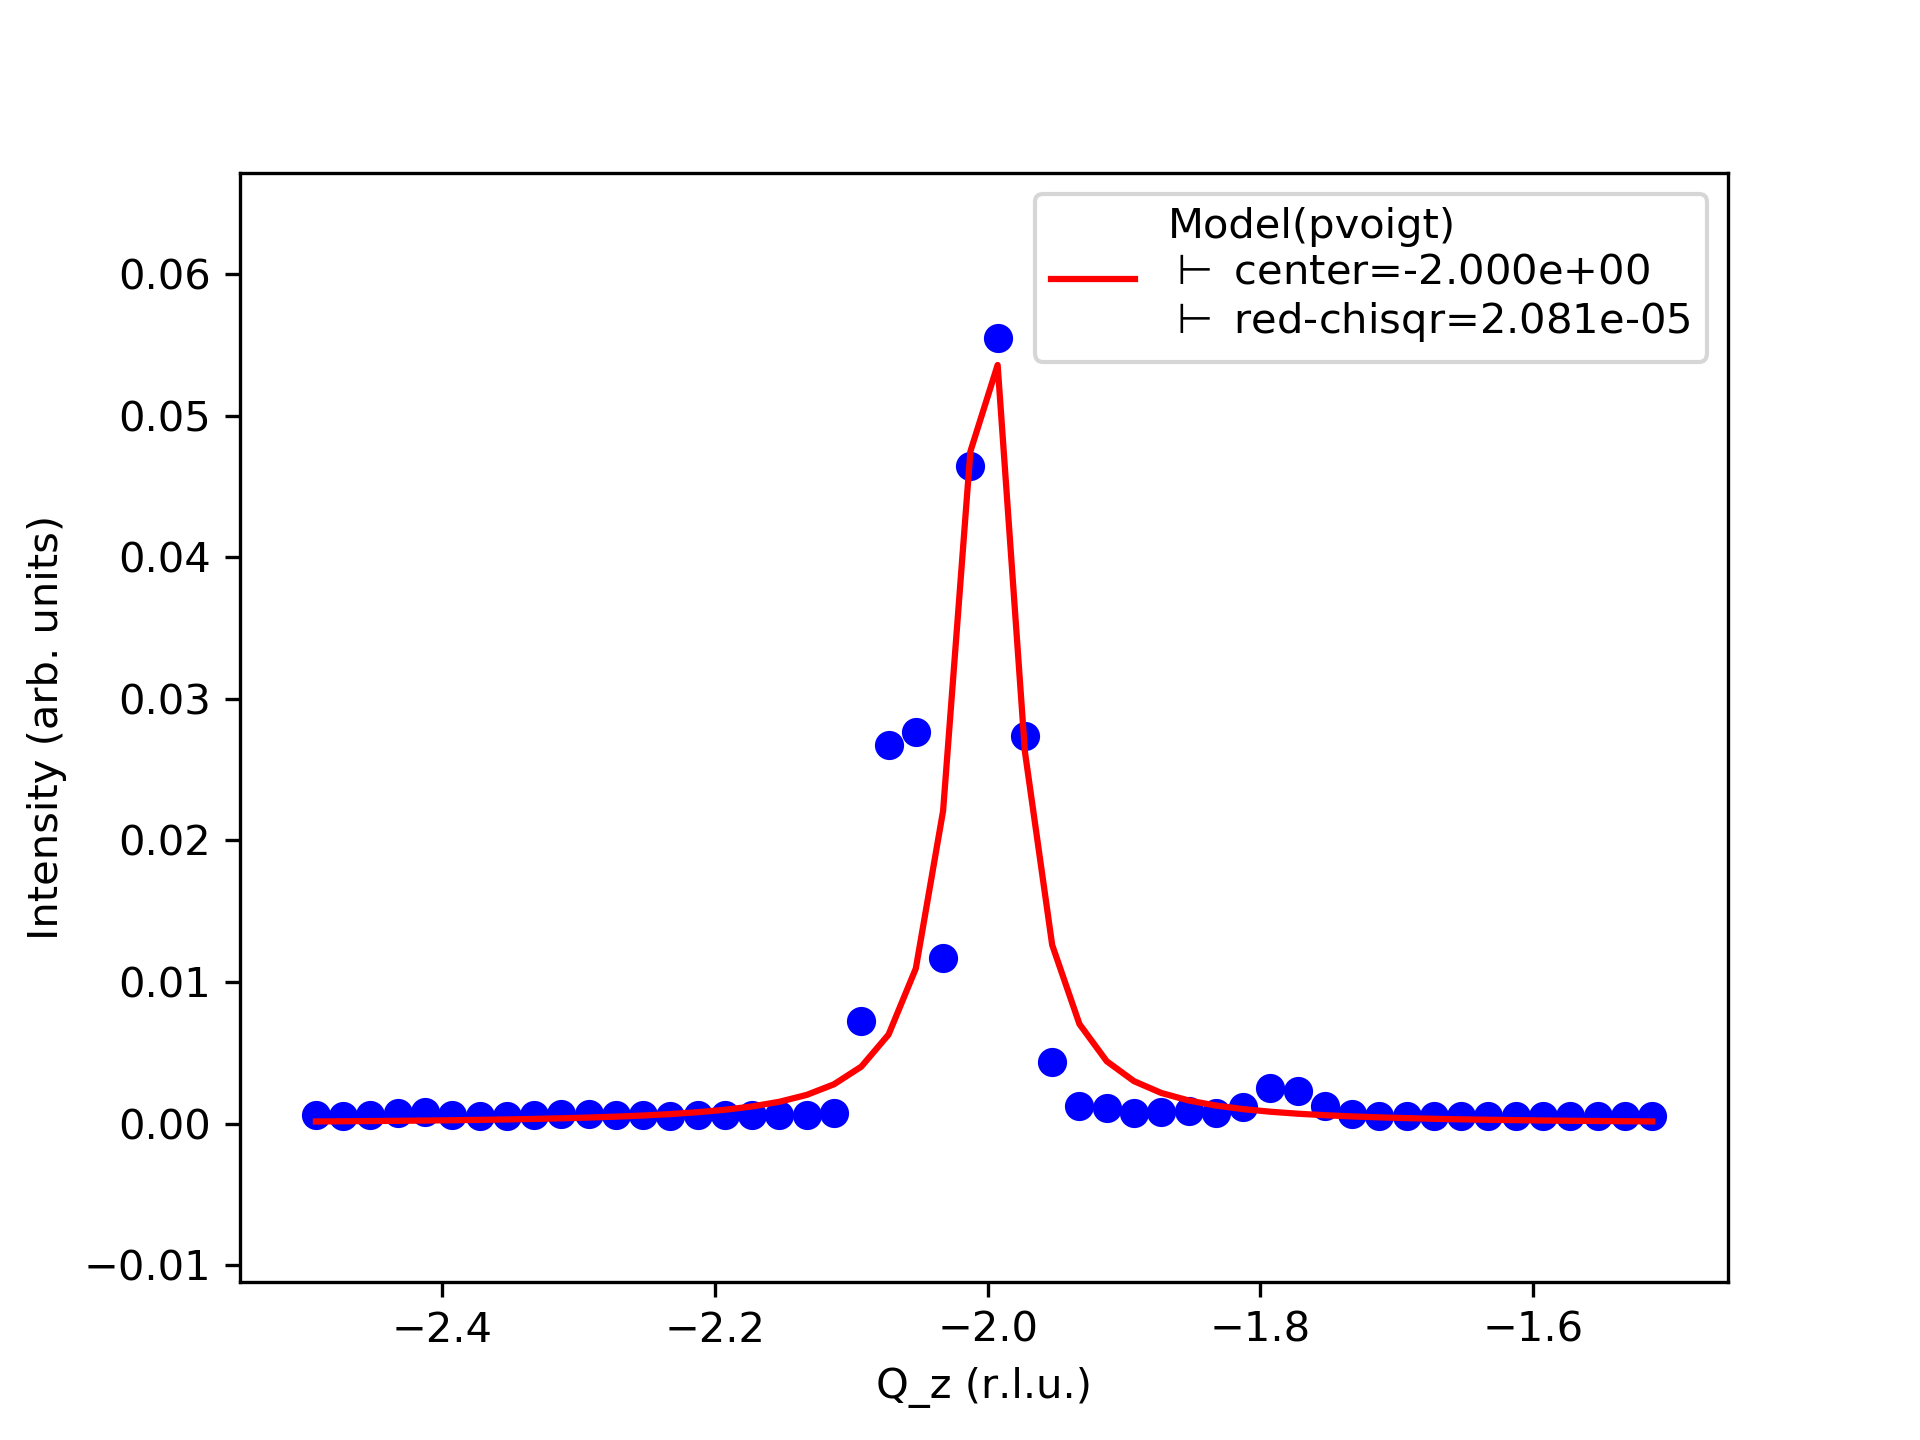 Model(pvoigt)
⊢ center=-2.000e+00
⊢ red-chisqr=2.081e-05
0.06
0.05
0.04
0.03
0.02
0.01
0.00
−0.01
Intensity (arb. units)
−2.4 −2.2 −2.0 −1.8 −1.6
Q_z (r.l.u.)